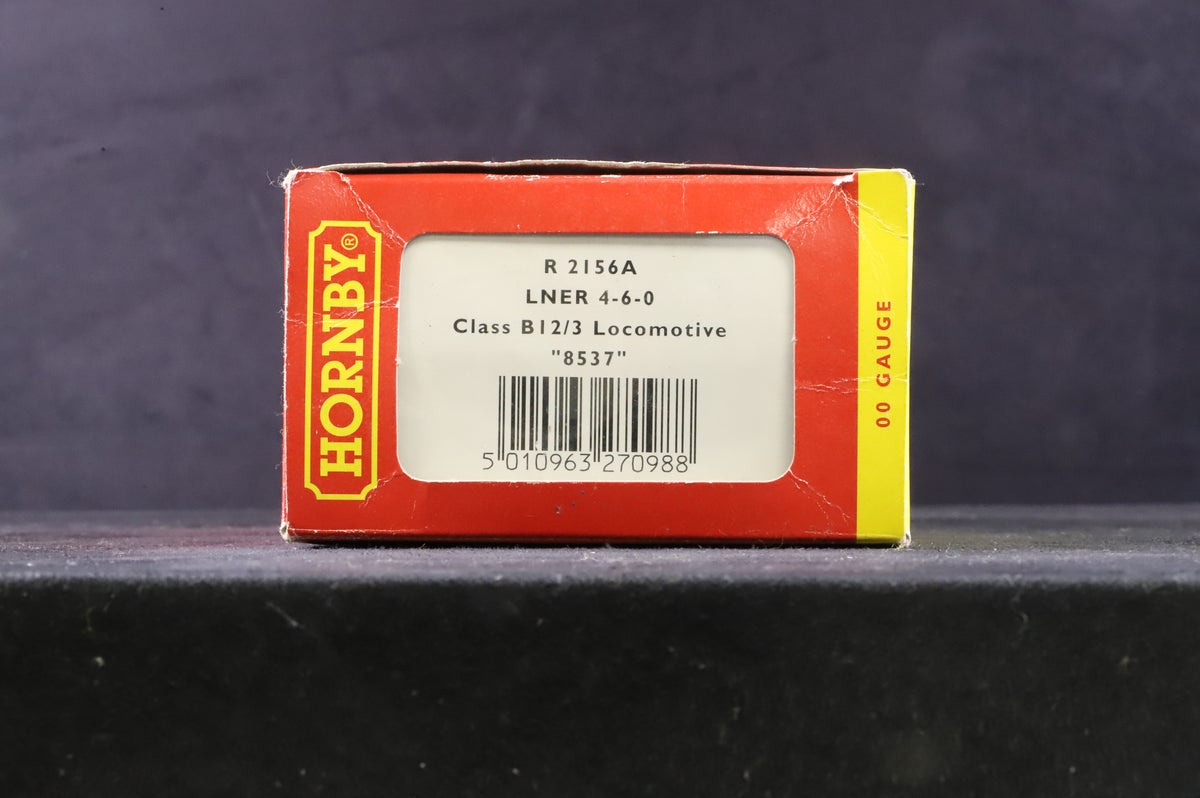 HORNBY®
R 2156A
LNER 4-6-0
Class B12/3 Locomotive
"8537"
5 010963 270988
00 GAUGE